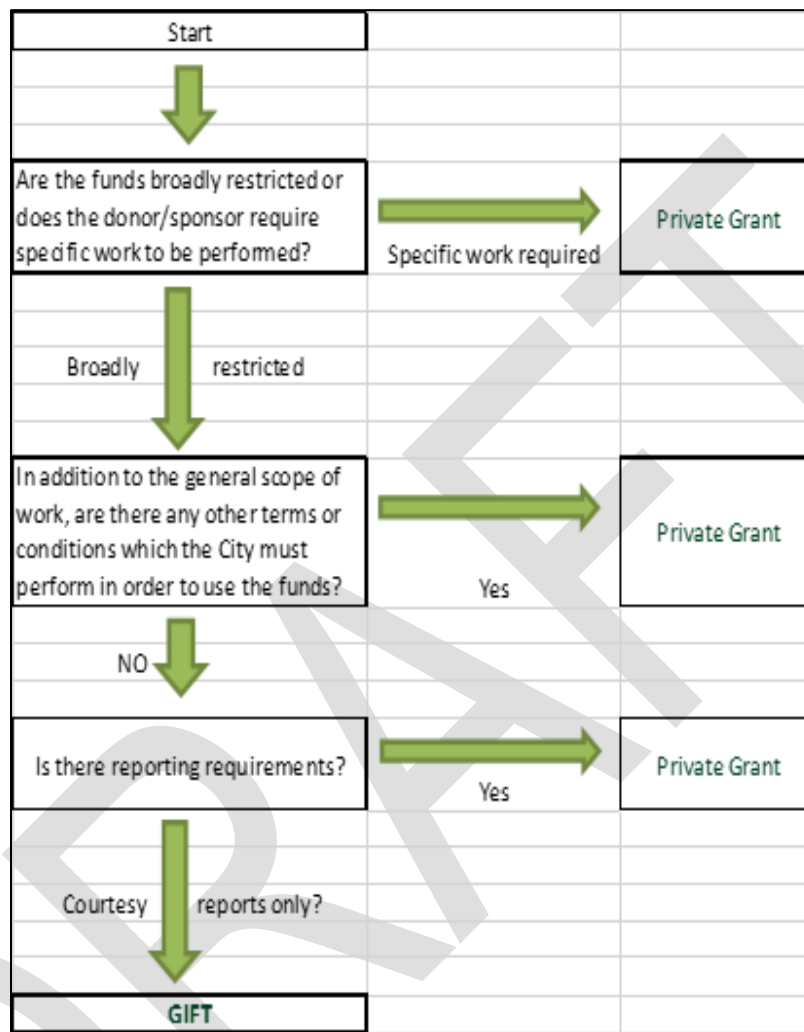 Start
Are the funds broadly restricted or
does the donor/sponsor require
specific work to be performed?
Specific work required
Private Grant
Broadly restricted
In addition to the general scope of
work, are there any other terms or
conditions which the City must
perform in order to use the funds?
Yes
Private Grant
NO
Is there reporting requirements?
Yes
Private Grant
Courtesy reports only?
GIFT
DRAFT